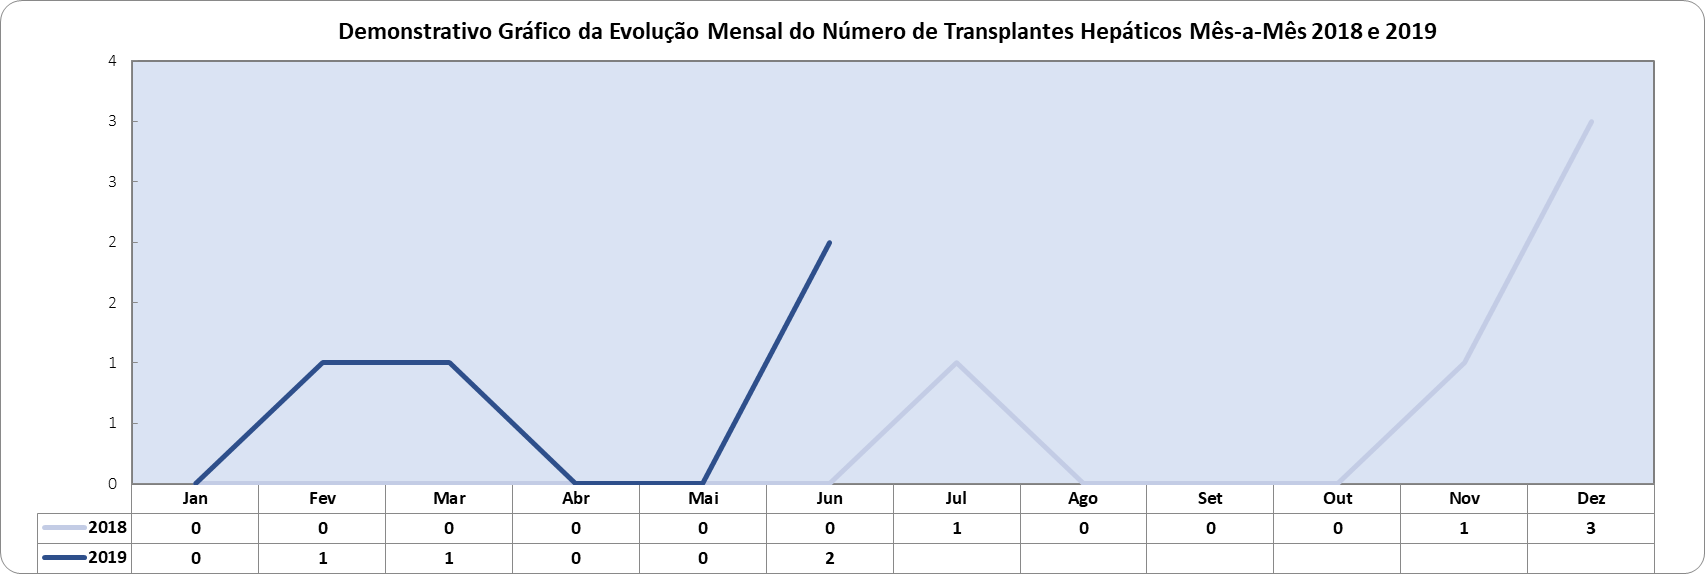 Demonstrativo Gráfico da Evolução Mensal do Número de Transplantes Hepáticos Mês-a-Mês 2018 e 2019
4
3
3
2
2
1
1
0
Jan Fev Mar Abr Mai Jun Jul Ago Set Out Nov Dez
2018 0 0 0 0 0 0 1 0 0 0 1 3
2019 0 1 1 0 0 2